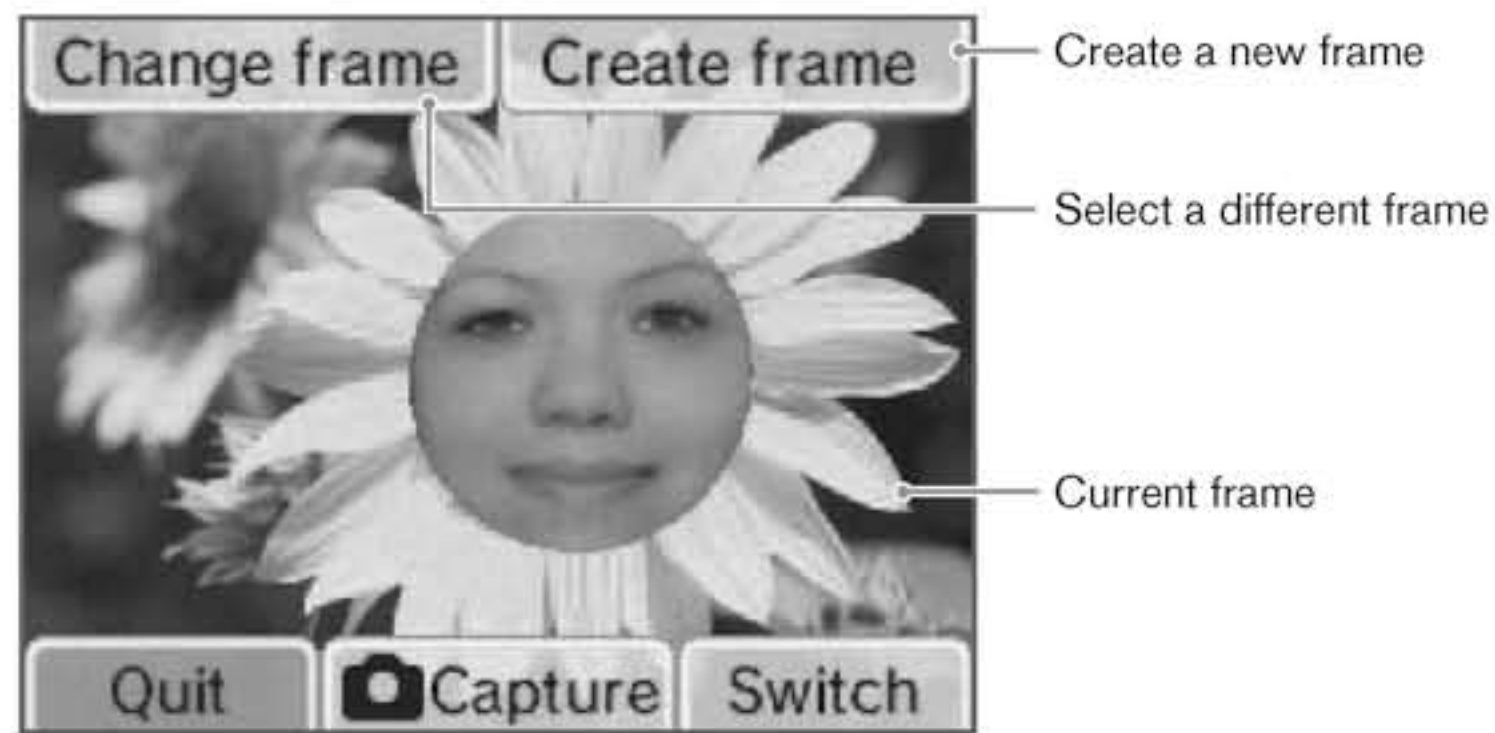 Change frame
Create frame
Create a new frame
Select a different frame
Current frame
Quit
Capture
Switch